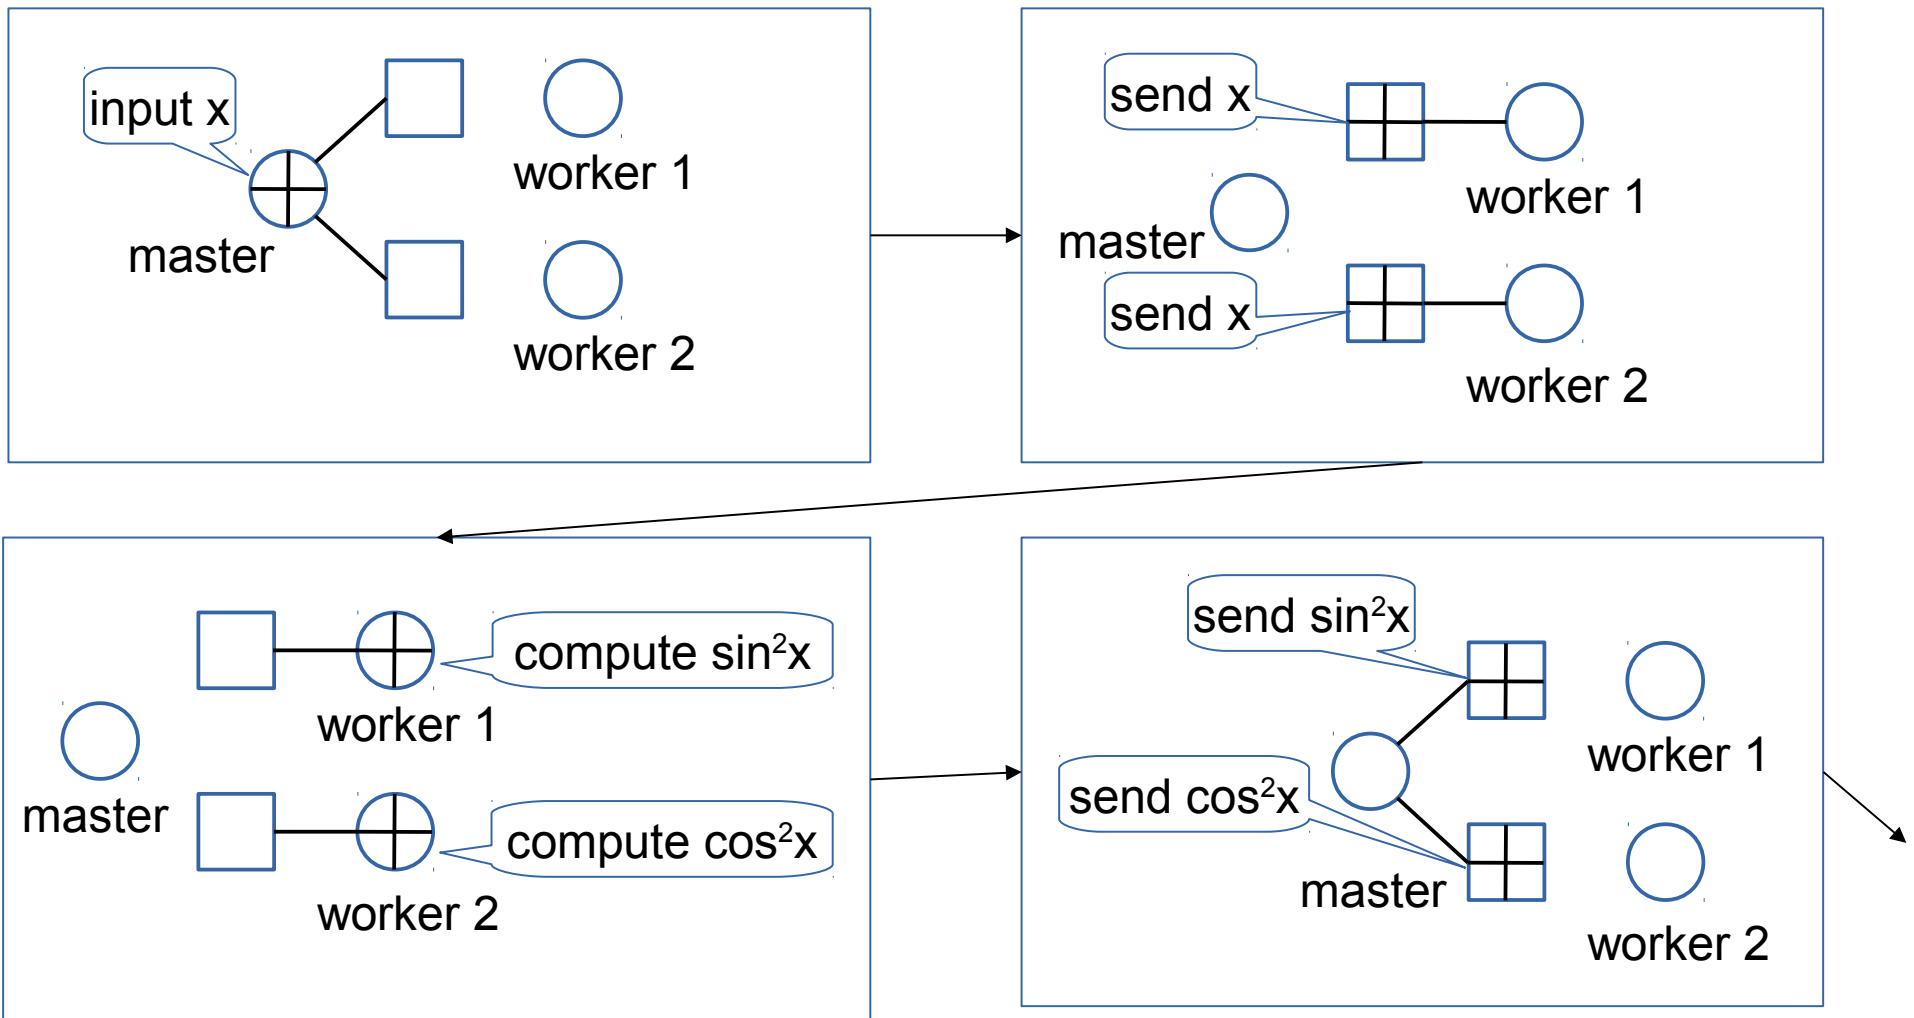 input x
worker 1
master
worker 2
send x
worker 1
master
send x
worker 2
compute sin²x
worker 1
master
compute cos²x
worker 2
send sin²x
worker 1
send cos²x
master
worker 2